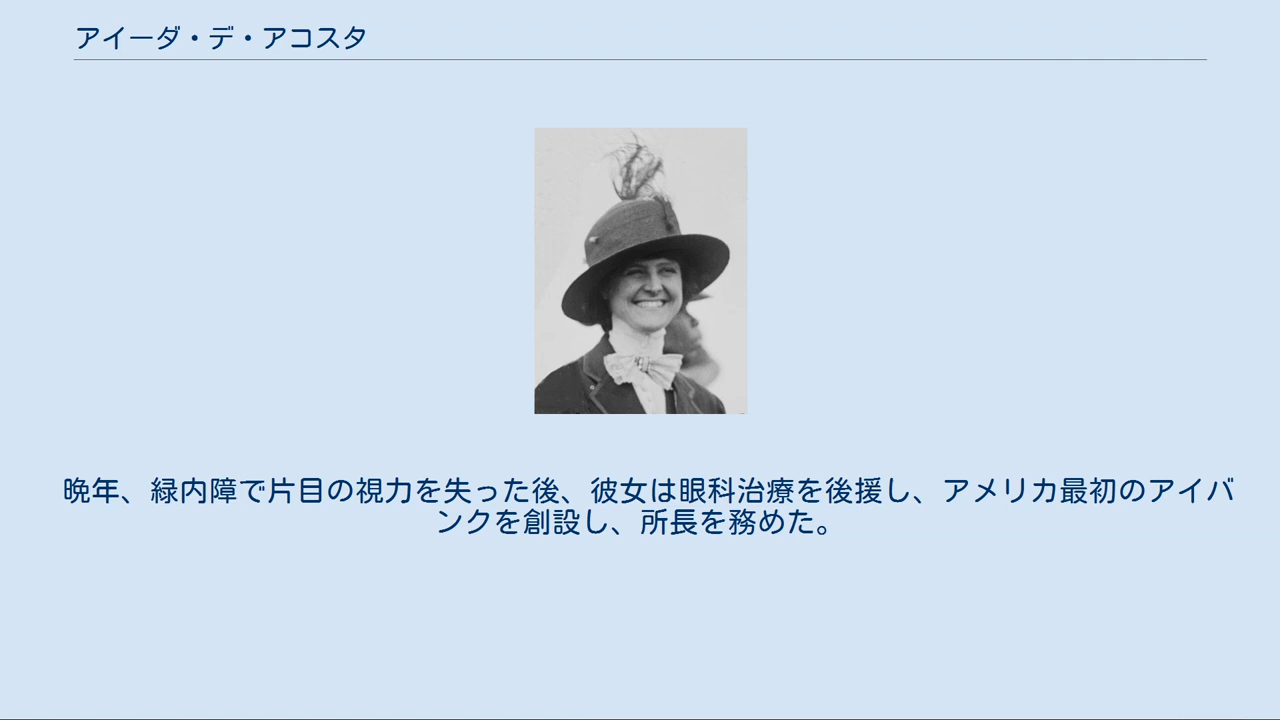 アイーダ・デ・アコスタ
晩年、緑内障で片目の視力を失った後、彼女は眼科治療を後援し、アメリカ最初のアイバ
ンクを創設し、所長を務めた。